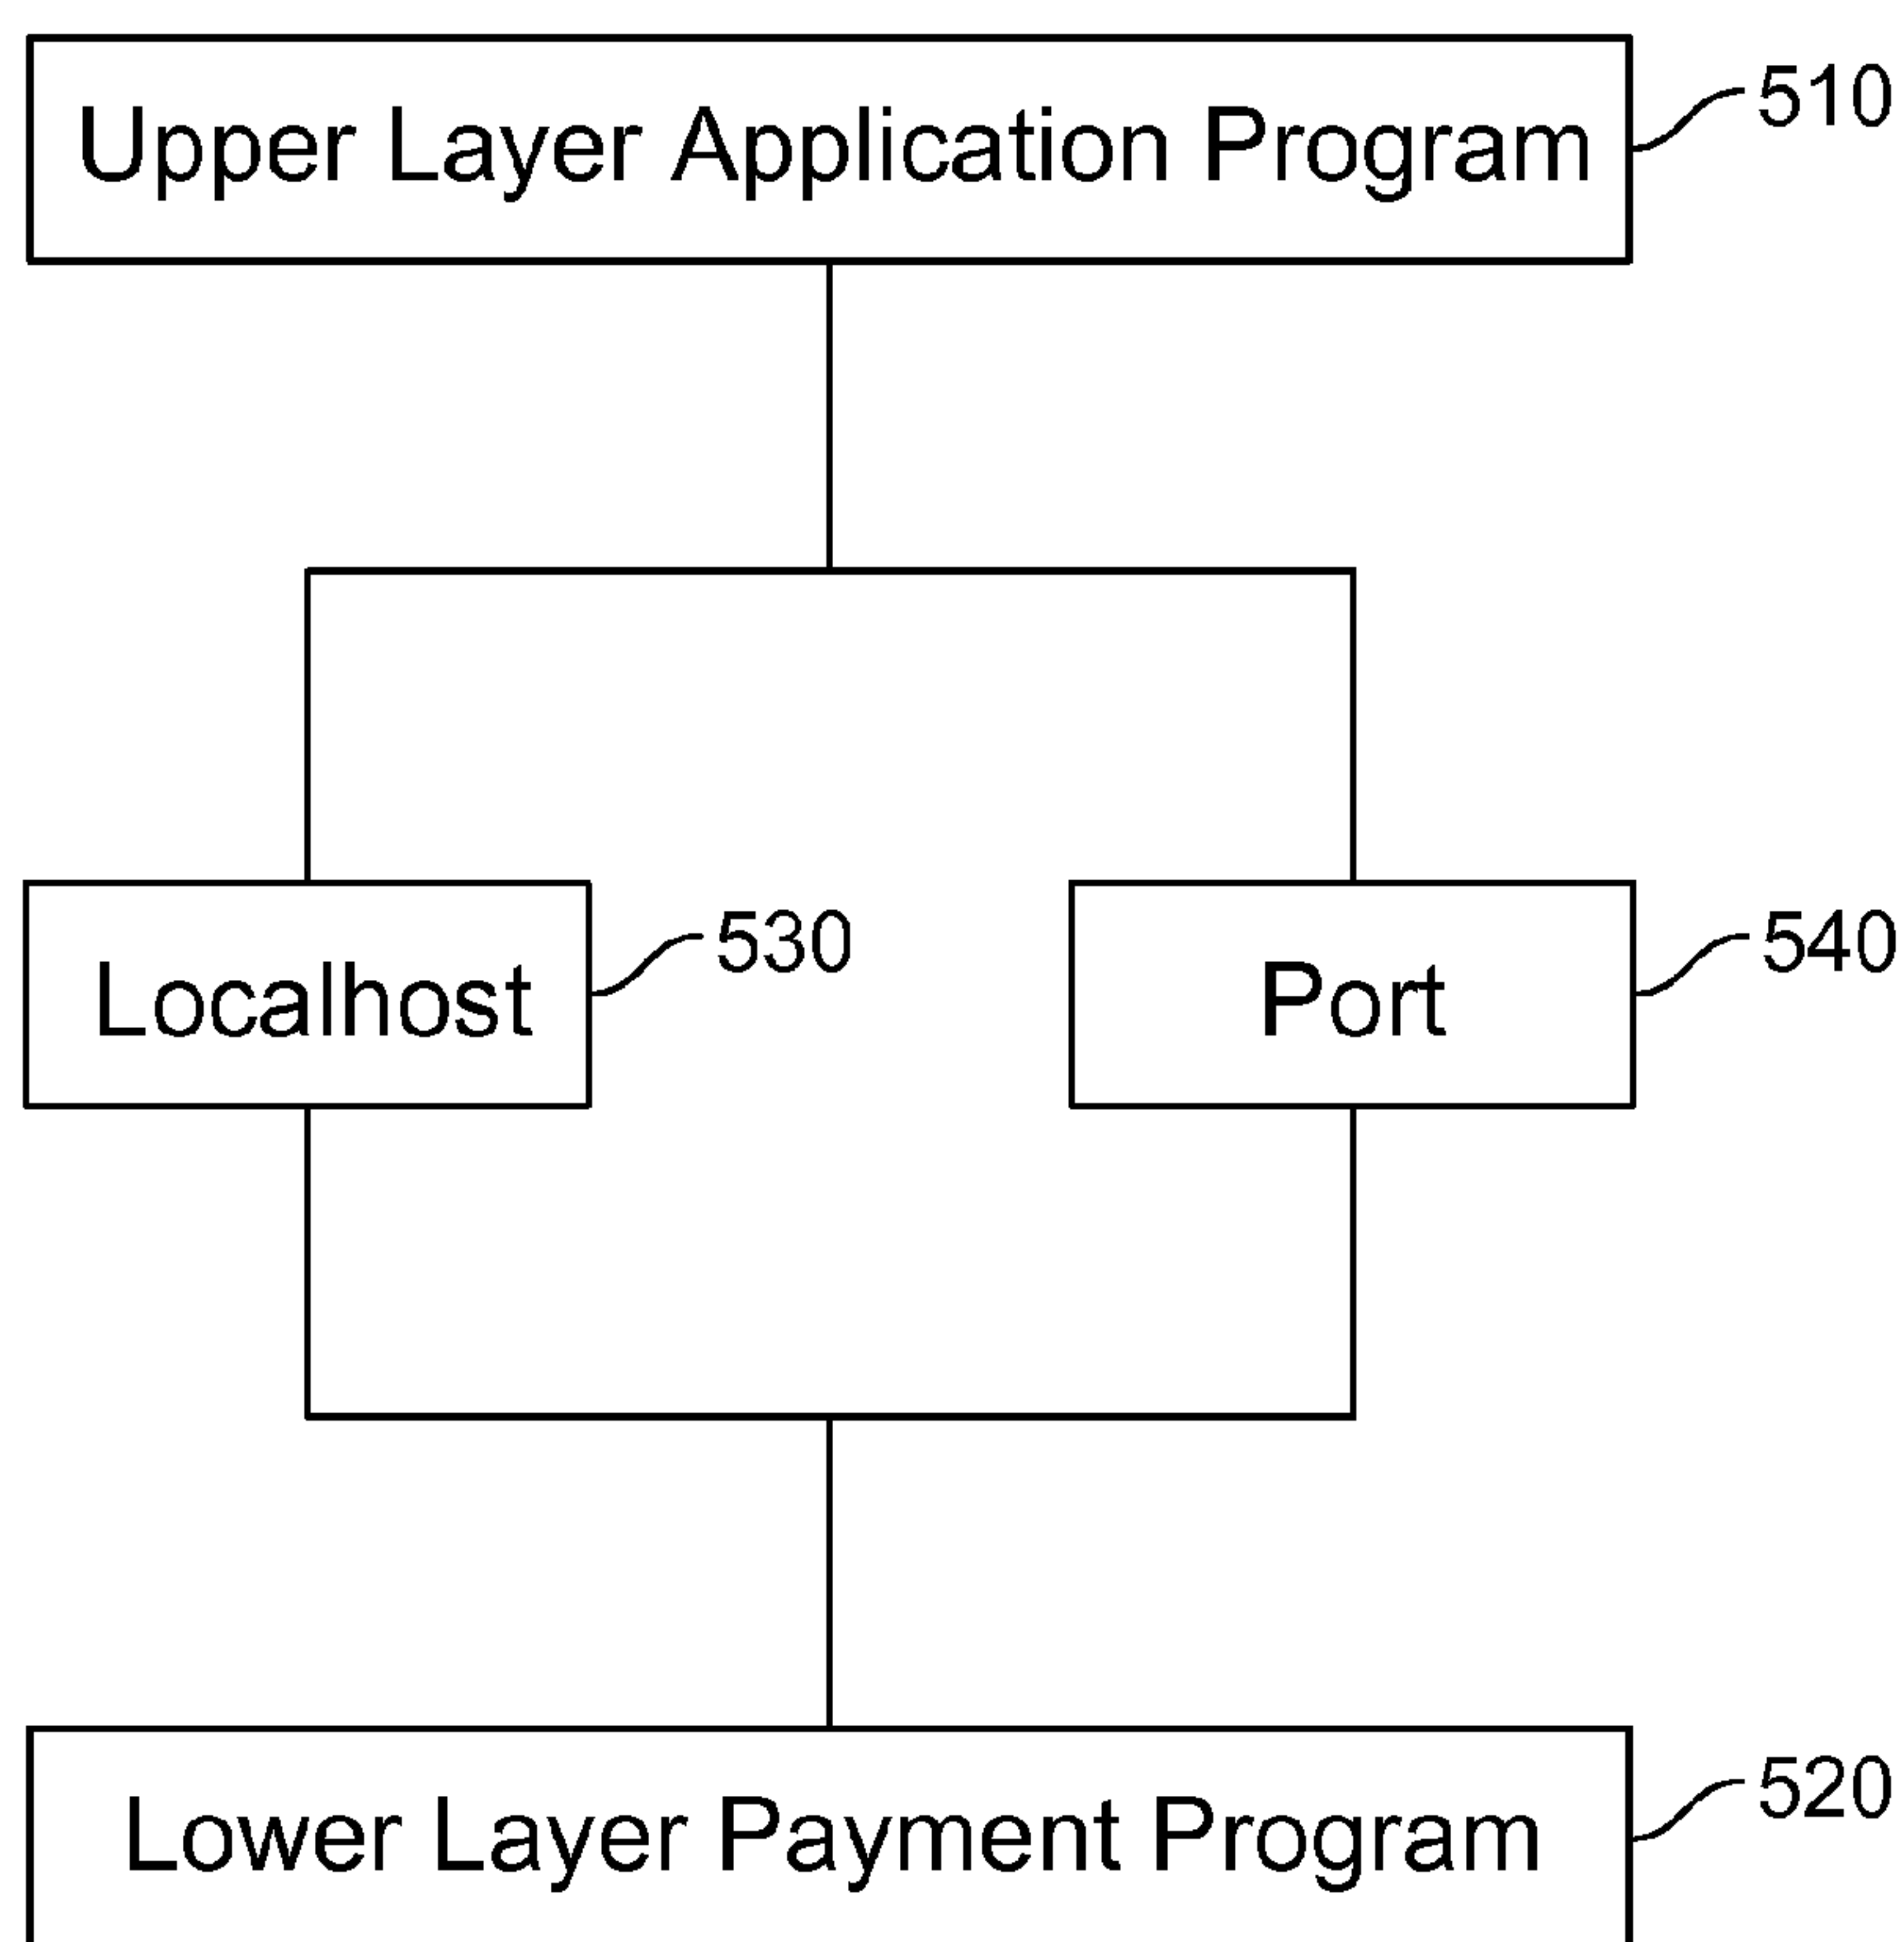 Upper Layer Application Program
510
Localhost
530
Port
540
Lower Layer Payment Program
520